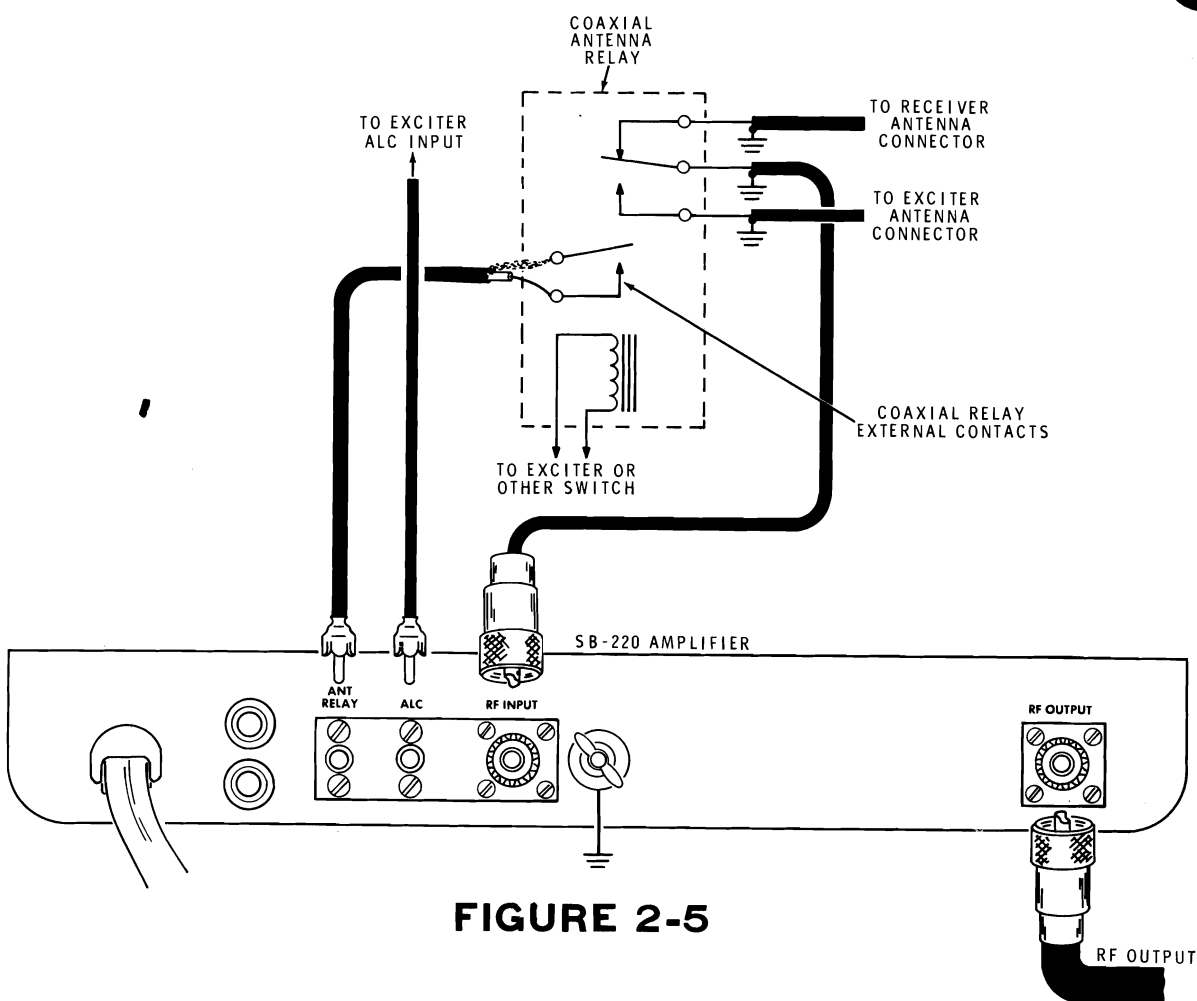 COAXIAL
ANTENNA
RELAY
TO EXCITER
ALC INPUT
TO RECEIVER
ANTENNA
CONNECTOR
TO EXCITER
ANTENNA
CONNECTOR
COAXIAL RELAY
EXTERNAL CONTACTS
TO EXCITER OR
OTHER SWITCH
SB-220 AMPLIFIER
ANT
RELAY
ALC
RF INPUT
RF OUTPUT
FIGURE 2-5
RF OUTPUT